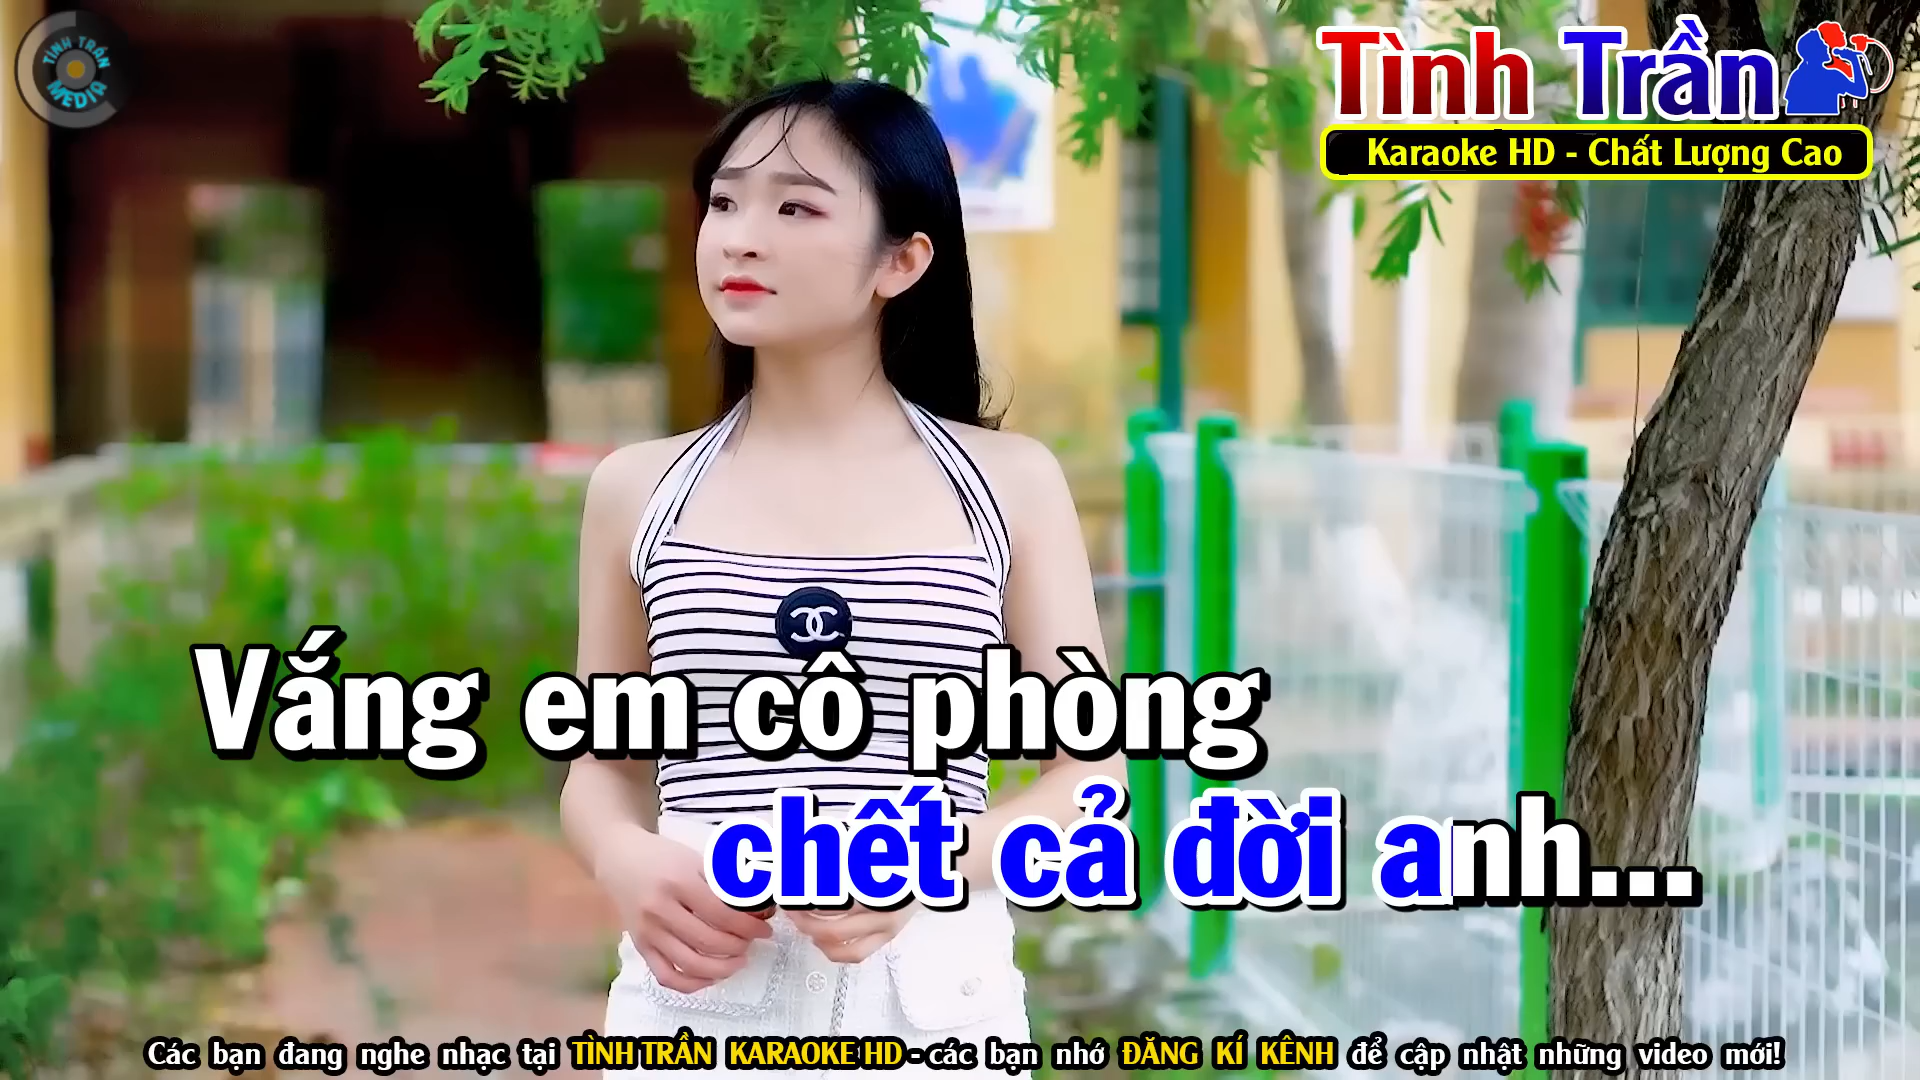 TÌNH TRẦN
MEDIA
Tình Trần
Karaoke HD - Chất Lượng Cao
Vắng em cô phòng
chết cả đời anh...
Các bạn đang nghe nhạc tại TÌNH TRẦN KARAOKE HD - các bạn nhớ ĐĂNG KÍ KÊNH để cập nhật những video mới!